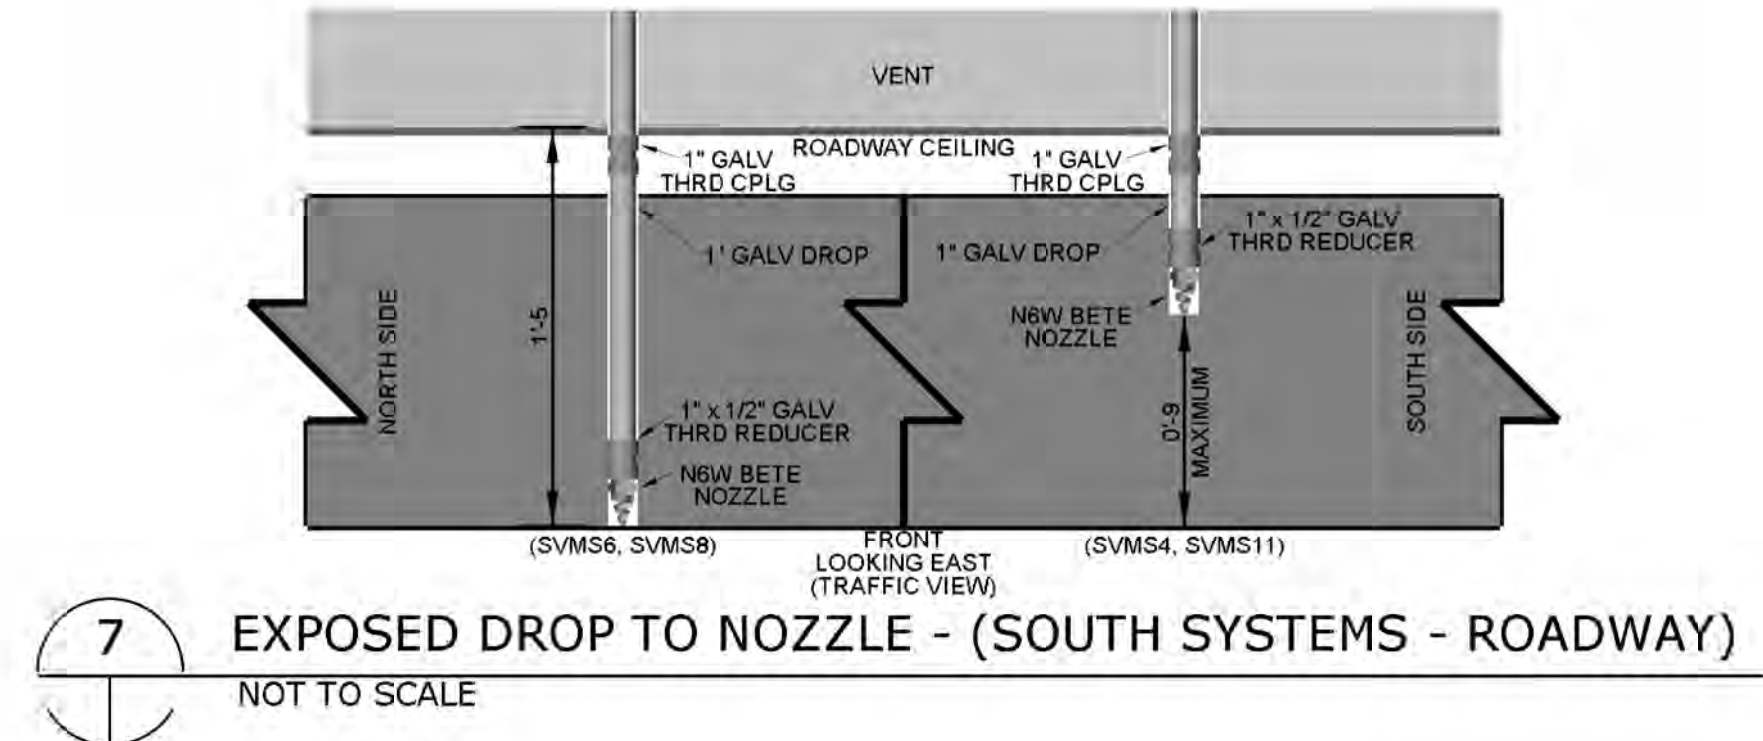 VENT
ROADWAY CEILING
1" GALV
THRD CPLG
1" GALV
THRD CPLG
1' GALV DROP
1" GALV DROP
1" x 1/2" GALV
THRD REDUCER
N6W BETE
NOZZLE
NORTH SIDE
1'-5
SOUTH SIDE
0'-9
MAXIMUM
1" x 1/2" GALV
THRD REDUCER
N6W BETE
NOZZLE
(SVMS6, SVMS8)
FRONT
LOOKING EAST
(TRAFFIC VIEW)
(SVMS4, SVMS11)
7
EXPOSED DROP TO NOZZLE - (SOUTH SYSTEMS - ROADWAY)
NOT TO SCALE